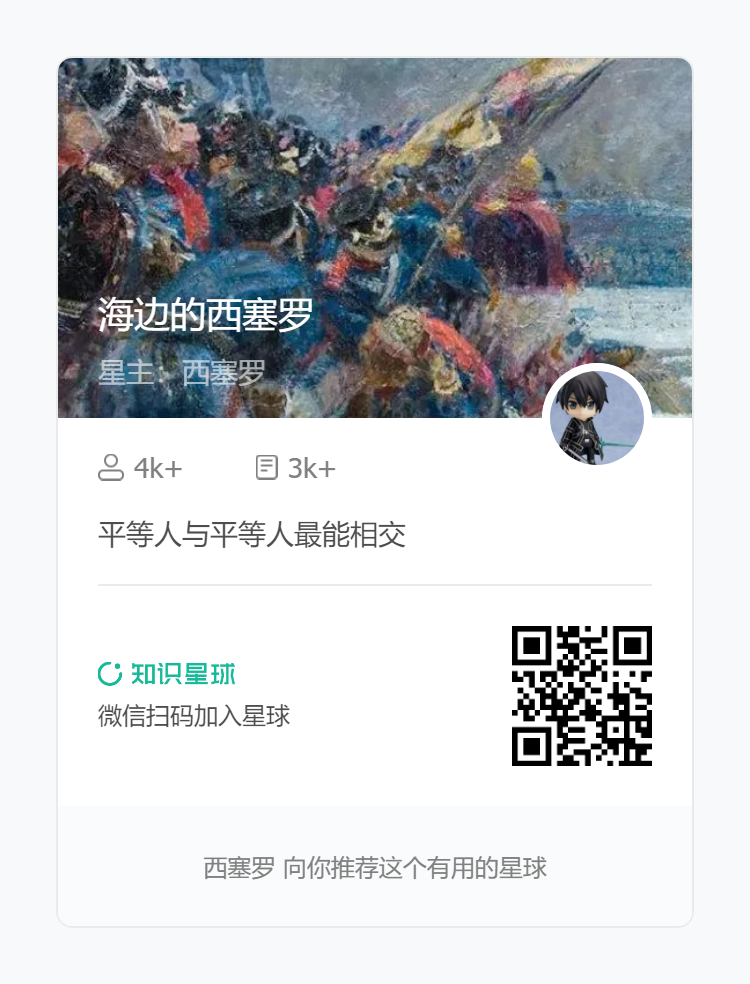 海边的西塞罗
星主：西塞罗
4k+ 3k+
平等人与平等人最能相交
知识星球
微信扫码加入星球
西塞罗 向你推荐这个有用的星球